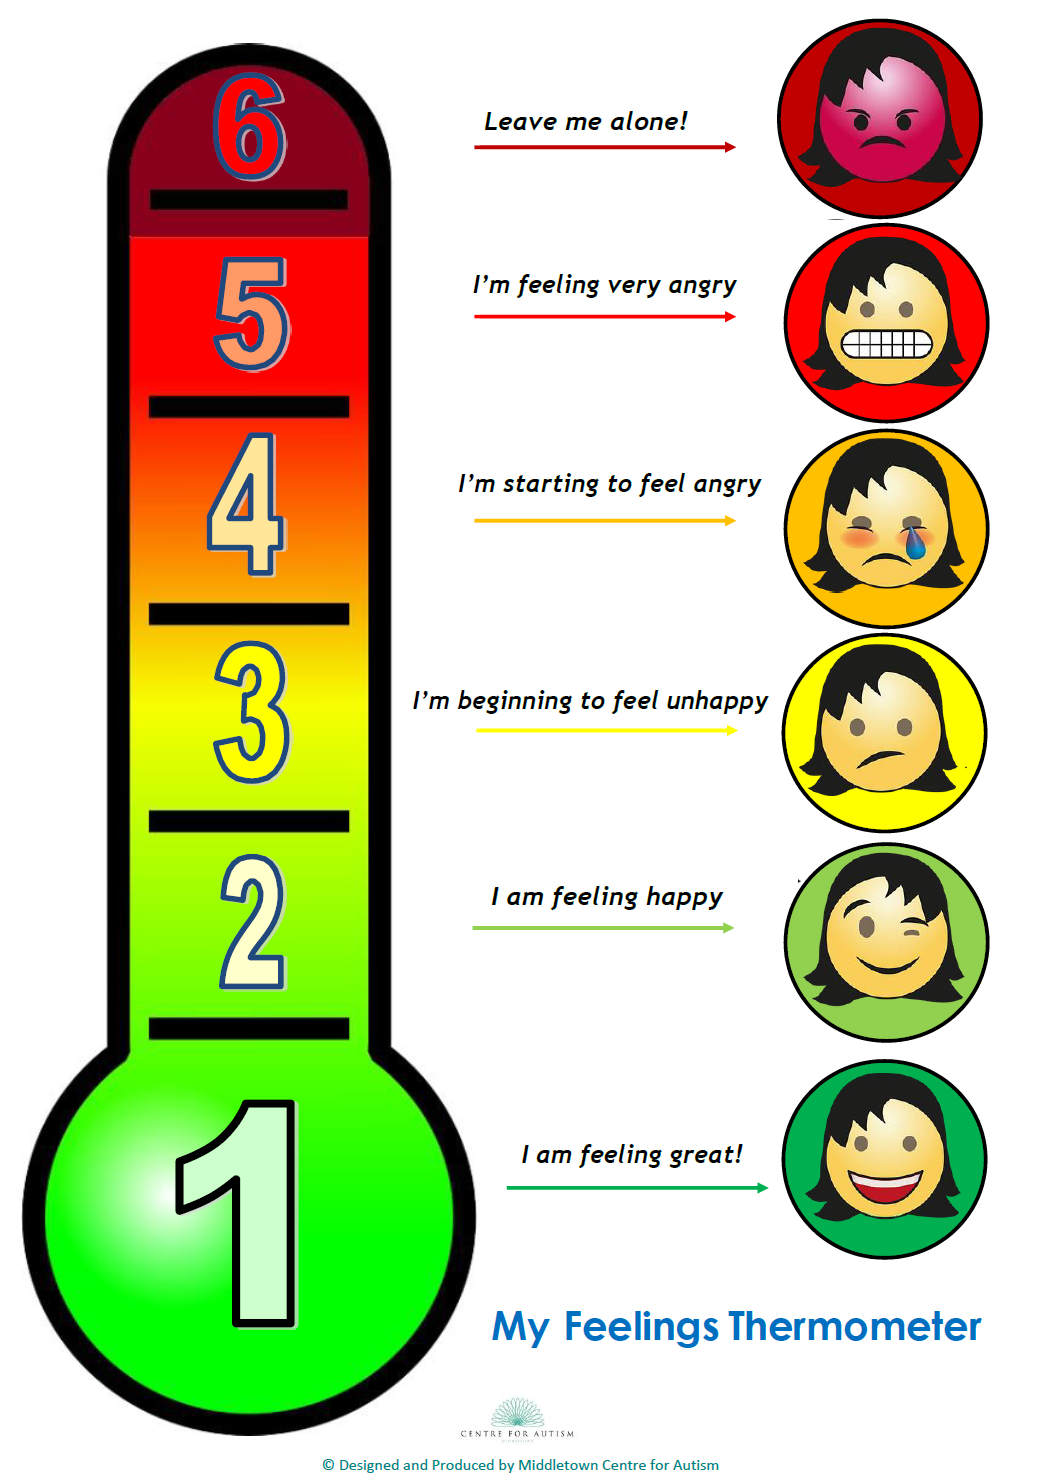 6
Leave me alone!
5
I'm feeling very angry
4
I'm starting to feel angry
3
I'm beginning to feel unhappy
2
I am feeling happy
1
I am feeling great!
My Feelings Thermometer
CENTRE FOR AUTISM
© Designed and Produced by Middletown Centre for Autism